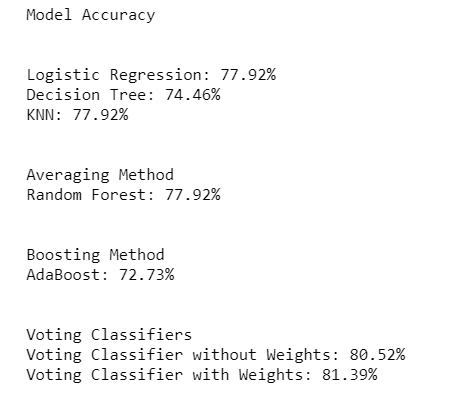 Model Accuracy
Logistic Regression: 77.92%
Decision Tree: 74.46%
KNN: 77.92%
Averaging Method
Random Forest: 77.92%
Boosting Method
AdaBoost: 72.73%
Voting Classifiers
Voting Classifier without Weights: 80.52%
Voting Classifier with Weights: 81.39%